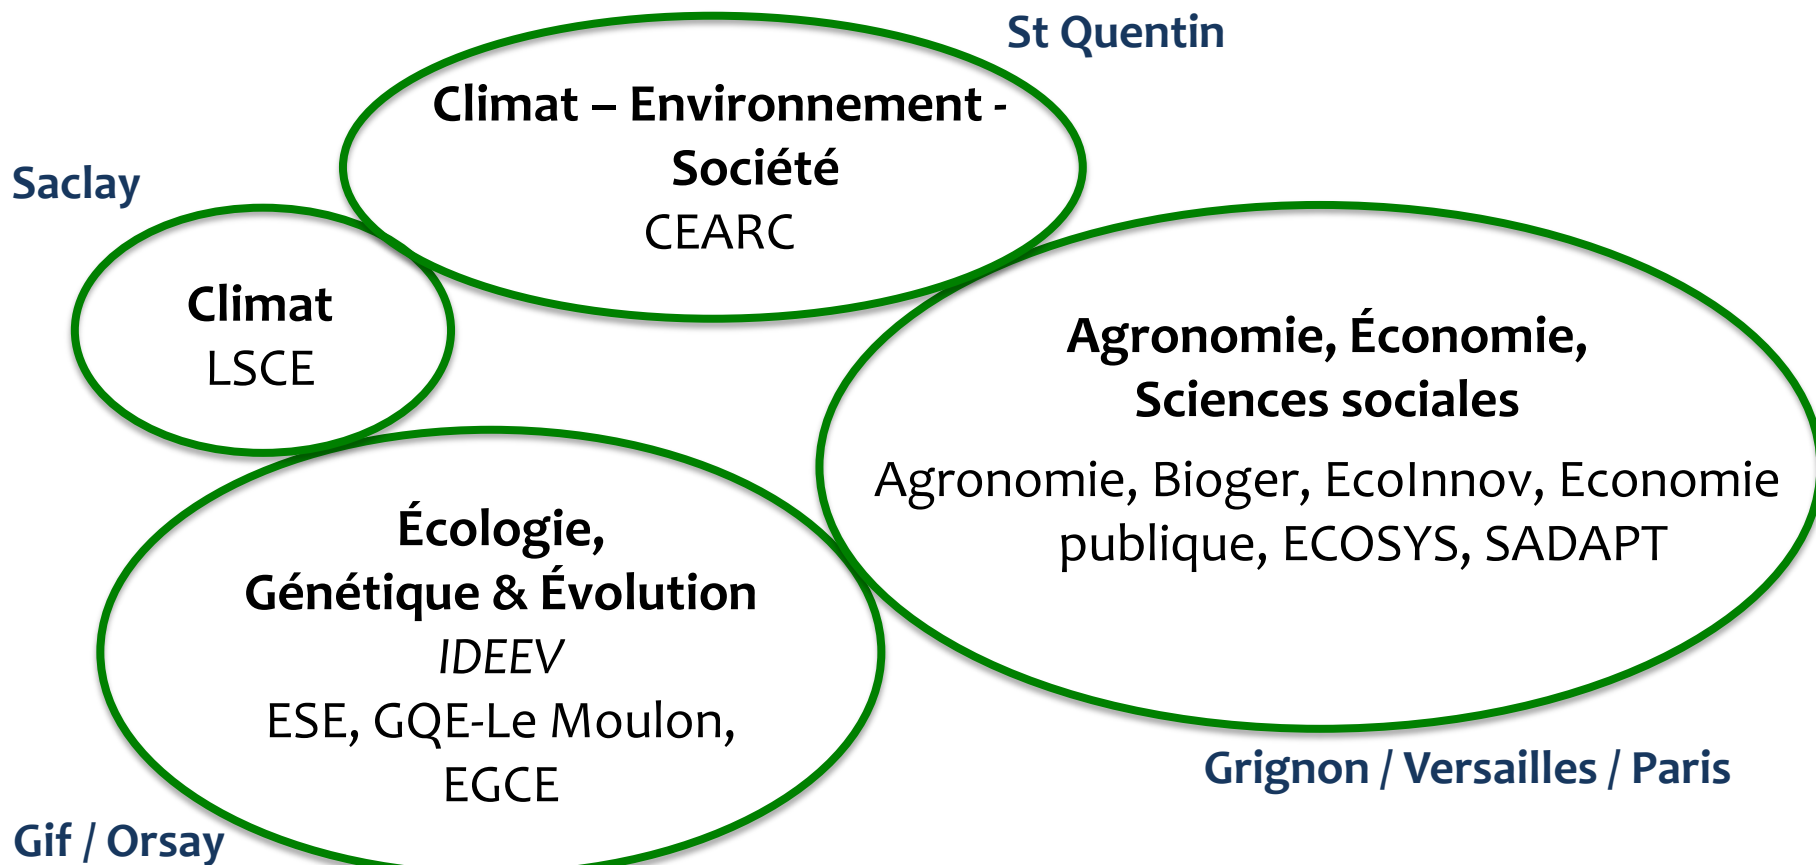 St Quentin
Climat – Environnement -
Société
CEARC
Saclay
Climat
LSCE
Agronomie, Économie,
Sciences sociales
Agronomie, Bioger, EcoInnov, Economie
publique, ECOSYS, SADAPT
Grignon / Versailles / Paris
Écologie,
Génétique & Évolution
IDEEV
ESE, GQE-Le Moulon,
EGCE
Gif / Orsay